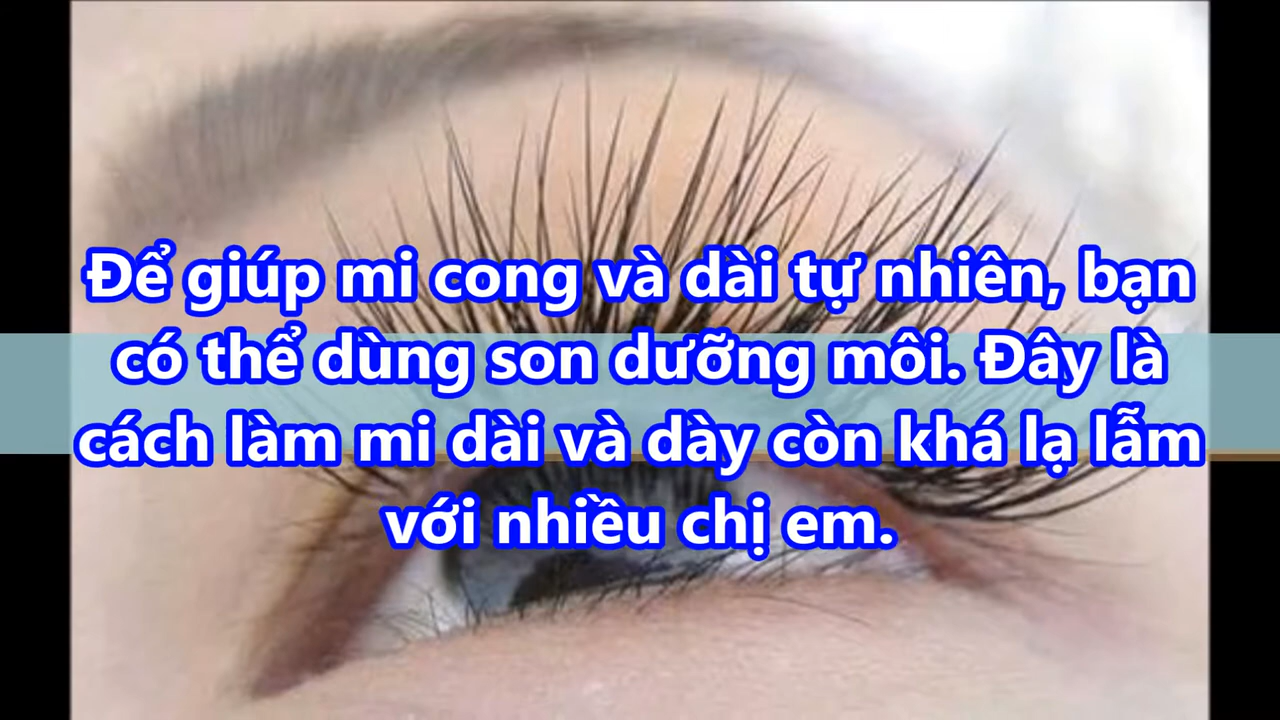 Để giúp mi cong và dài tự nhiên, bạn
có thể dùng son dưỡng môi. Đây là
cách làm mi dài và dày còn khá lạ lẫm
với nhiều chị em.